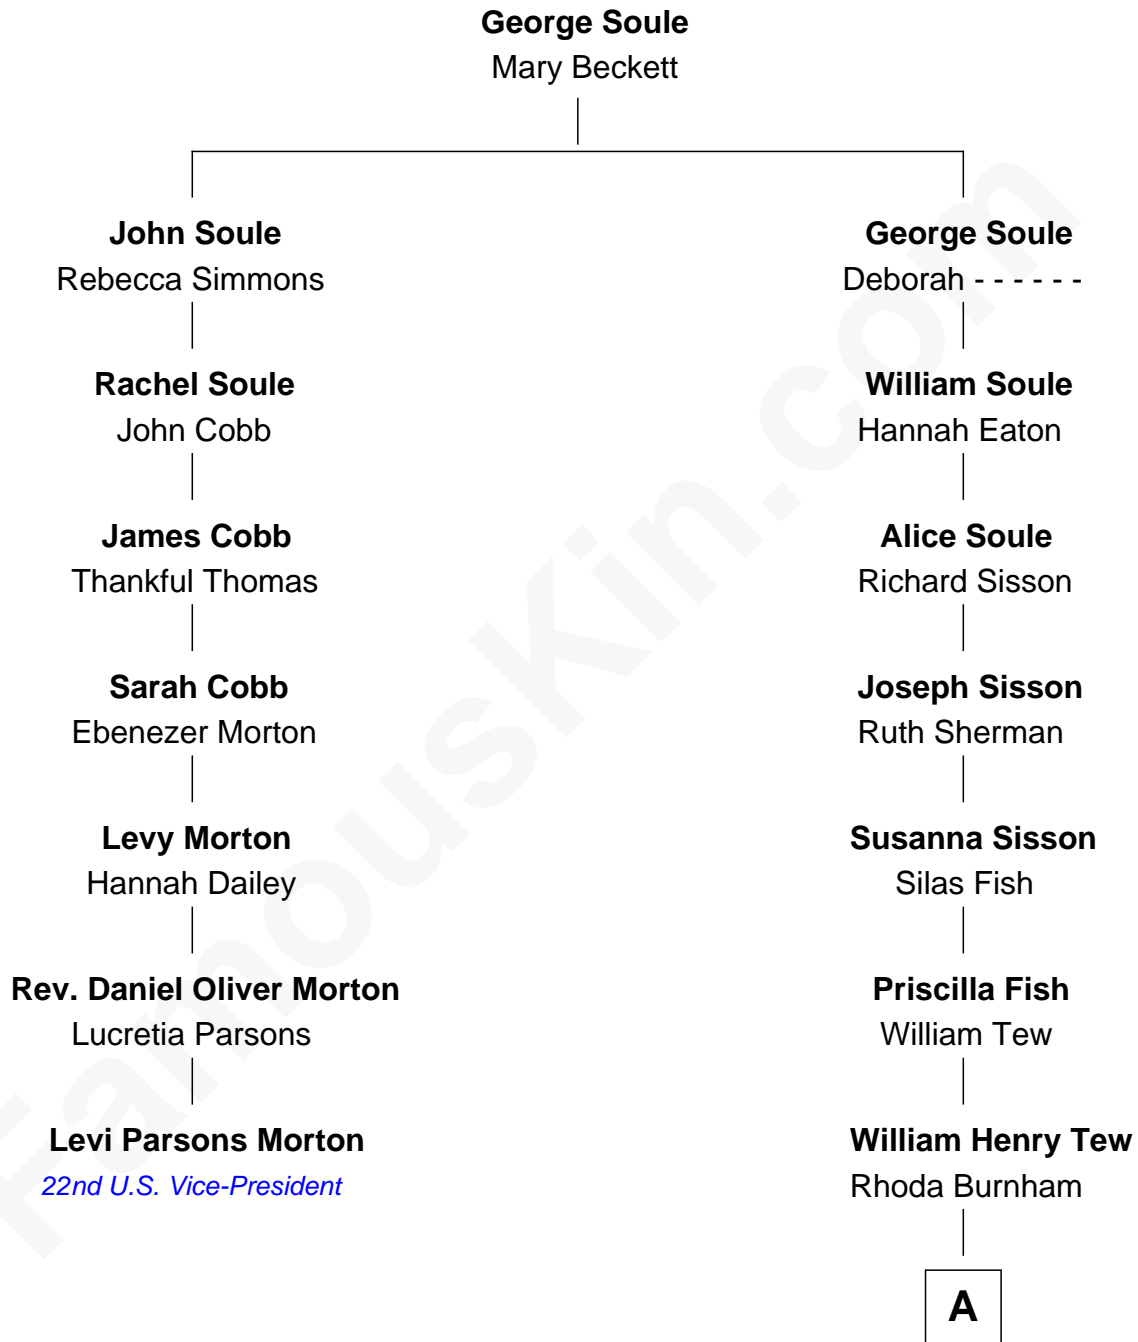 George Soule
Mary Beckett
John Soule
Rebecca Simmons
George Soule
Deborah - - - - - -
Rachel Soule
John Cobb
William Soule
Hannah Eaton
James Cobb
Thankful Thomas
Alice Soule
Richard Sisson
Sarah Cobb
Ebenezer Morton
Joseph Sisson
Ruth Sherman
Levy Morton
Hannah Dailey
Susanna Sisson
Silas Fish
Rev. Daniel Oliver Morton
Lucretia Parsons
Priscilla Fish
William Tew
Levi Parsons Morton
22nd U.S. Vice-President
William Henry Tew
Rhoda Burnham
A
FamousKin.com